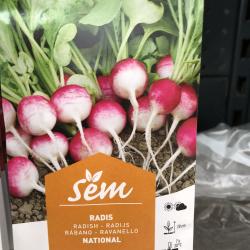 Sem
RADIS
RADISH - RADIJS
RÁBANO - RAVANELLO
NATIONAL